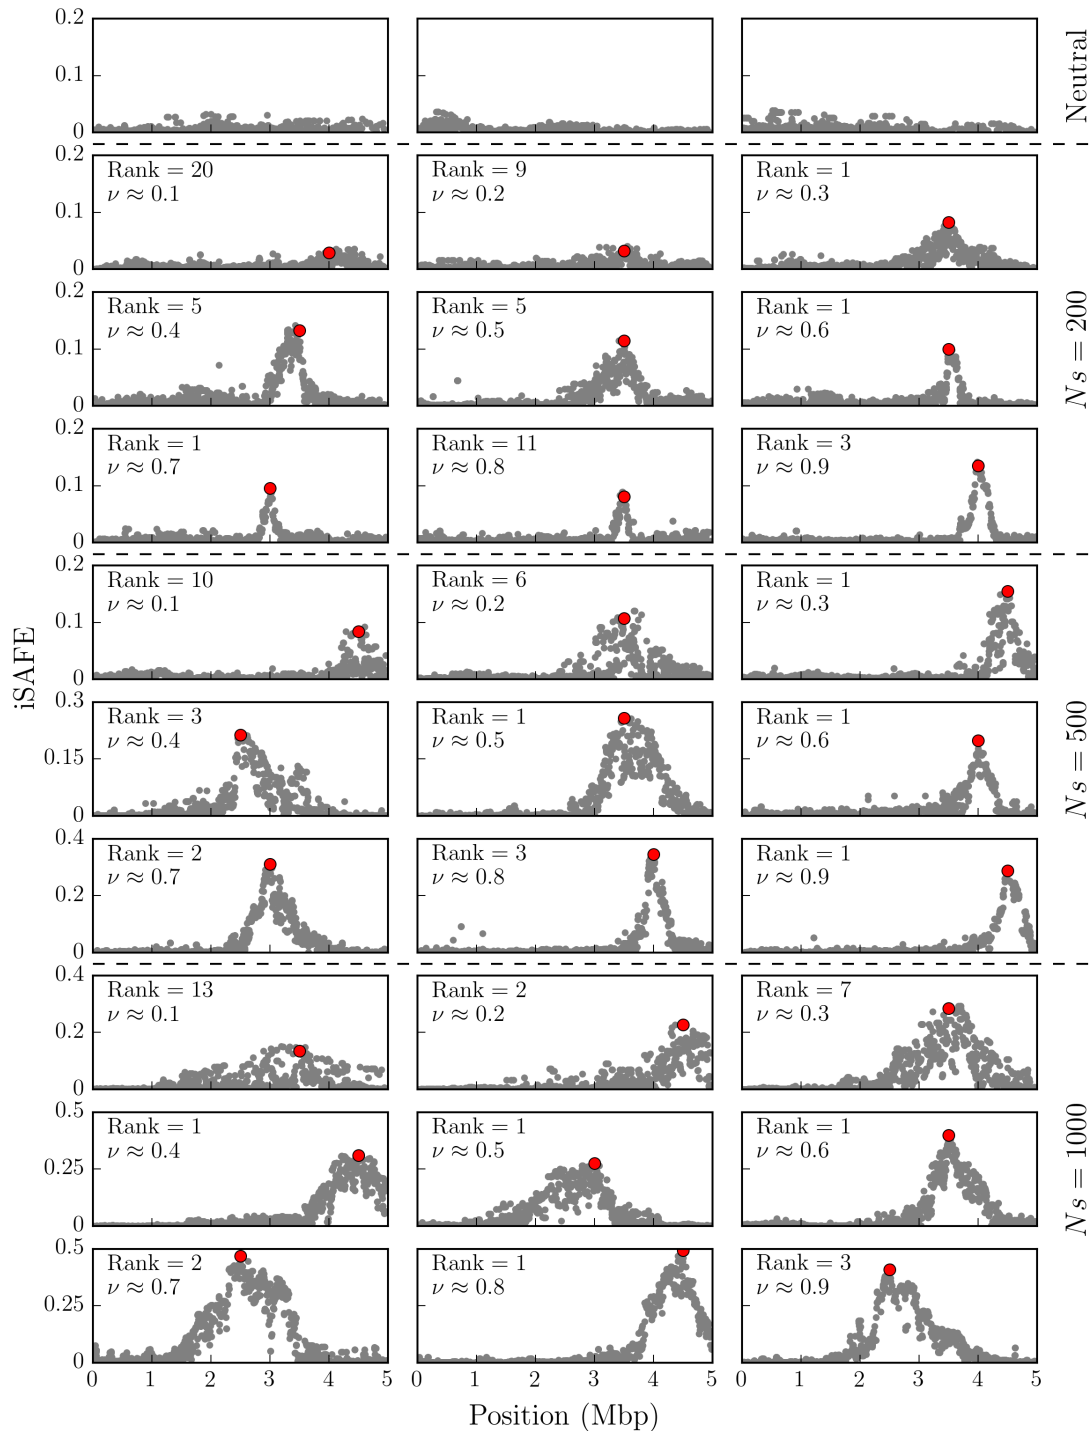 0.2
0.1
0
Neutral
0.2
0.1
0
Rank = 20
ν ≈ 0.1
Rank = 9
ν ≈ 0.2
Rank = 1
ν ≈ 0.3
0.2
0.1
0
Rank = 5
ν ≈ 0.4
Rank = 5
ν ≈ 0.5
Rank = 1
ν ≈ 0.6
Ns = 200
0.2
0.1
0
Rank = 1
ν ≈ 0.7
Rank = 11
ν ≈ 0.8
Rank = 3
ν ≈ 0.9
0.2
0.1
0
Rank = 10
ν ≈ 0.1
Rank = 6
ν ≈ 0.2
Rank = 1
ν ≈ 0.3
iSAFE
0.3
0.15
0
Rank = 3
ν ≈ 0.4
Rank = 1
ν ≈ 0.5
Rank = 1
ν ≈ 0.6
Ns = 500
0.4
0.2
0
Rank = 2
ν ≈ 0.7
Rank = 3
ν ≈ 0.8
Rank = 1
ν ≈ 0.9
0.4
0.2
0
Rank = 13
ν ≈ 0.1
Rank = 2
ν ≈ 0.2
Rank = 7
ν ≈ 0.3
0.5
0.25
0
Rank = 1
ν ≈ 0.4
Rank = 1
ν ≈ 0.5
Rank = 1
ν ≈ 0.6
Ns = 1000
0.5
0.25
0
Rank = 2
ν ≈ 0.7
Rank = 1
ν ≈ 0.8
Rank = 3
ν ≈ 0.9
0 1 2 3 4 5 0 1 2 3 4 5 0 1 2 3 4 5
Position (Mbp)